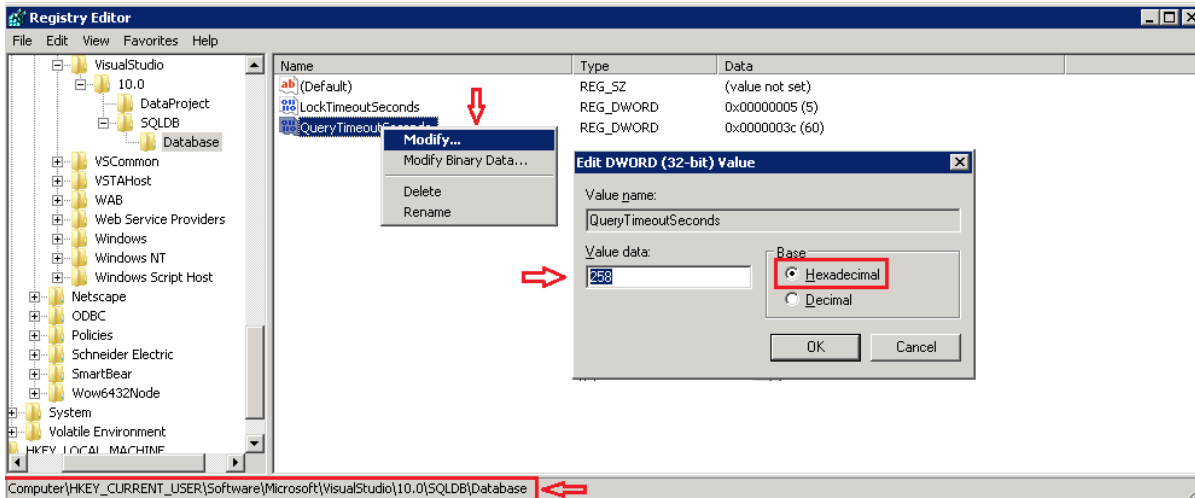 Registry Editor
File Edit View Favorites Help
VisualStudio
10.0
DataProject
SQLDB
Database
VSCommon
VSTAHost
WAB
Web Service Providers
Windows
Windows NT
Windows Script Host
Netscape
ODBC
Policies
Schneider Electric
SmartBear
Wow6432Node
System
Volatile Environment
HKEY_LOCAL_MACHINE
Name Type Data
(Default) REG_SZ (value not set)
LockTimeoutSeconds REG_DWORD 0x00000005 (5)
QueryTimeoutSeconds REG_DWORD 0x0000003c (60)
Modify...
Modify Binary Data...
Delete
Rename
Edit DWORD (32-bit) Value
Value name:
QueryTimeoutSeconds
Value data:
258
Base
Hexadecimal
Decimal
OK Cancel
Computer\HKEY_CURRENT_USER\Software\Microsoft\VisualStudio\10.0\SQLDB\Database